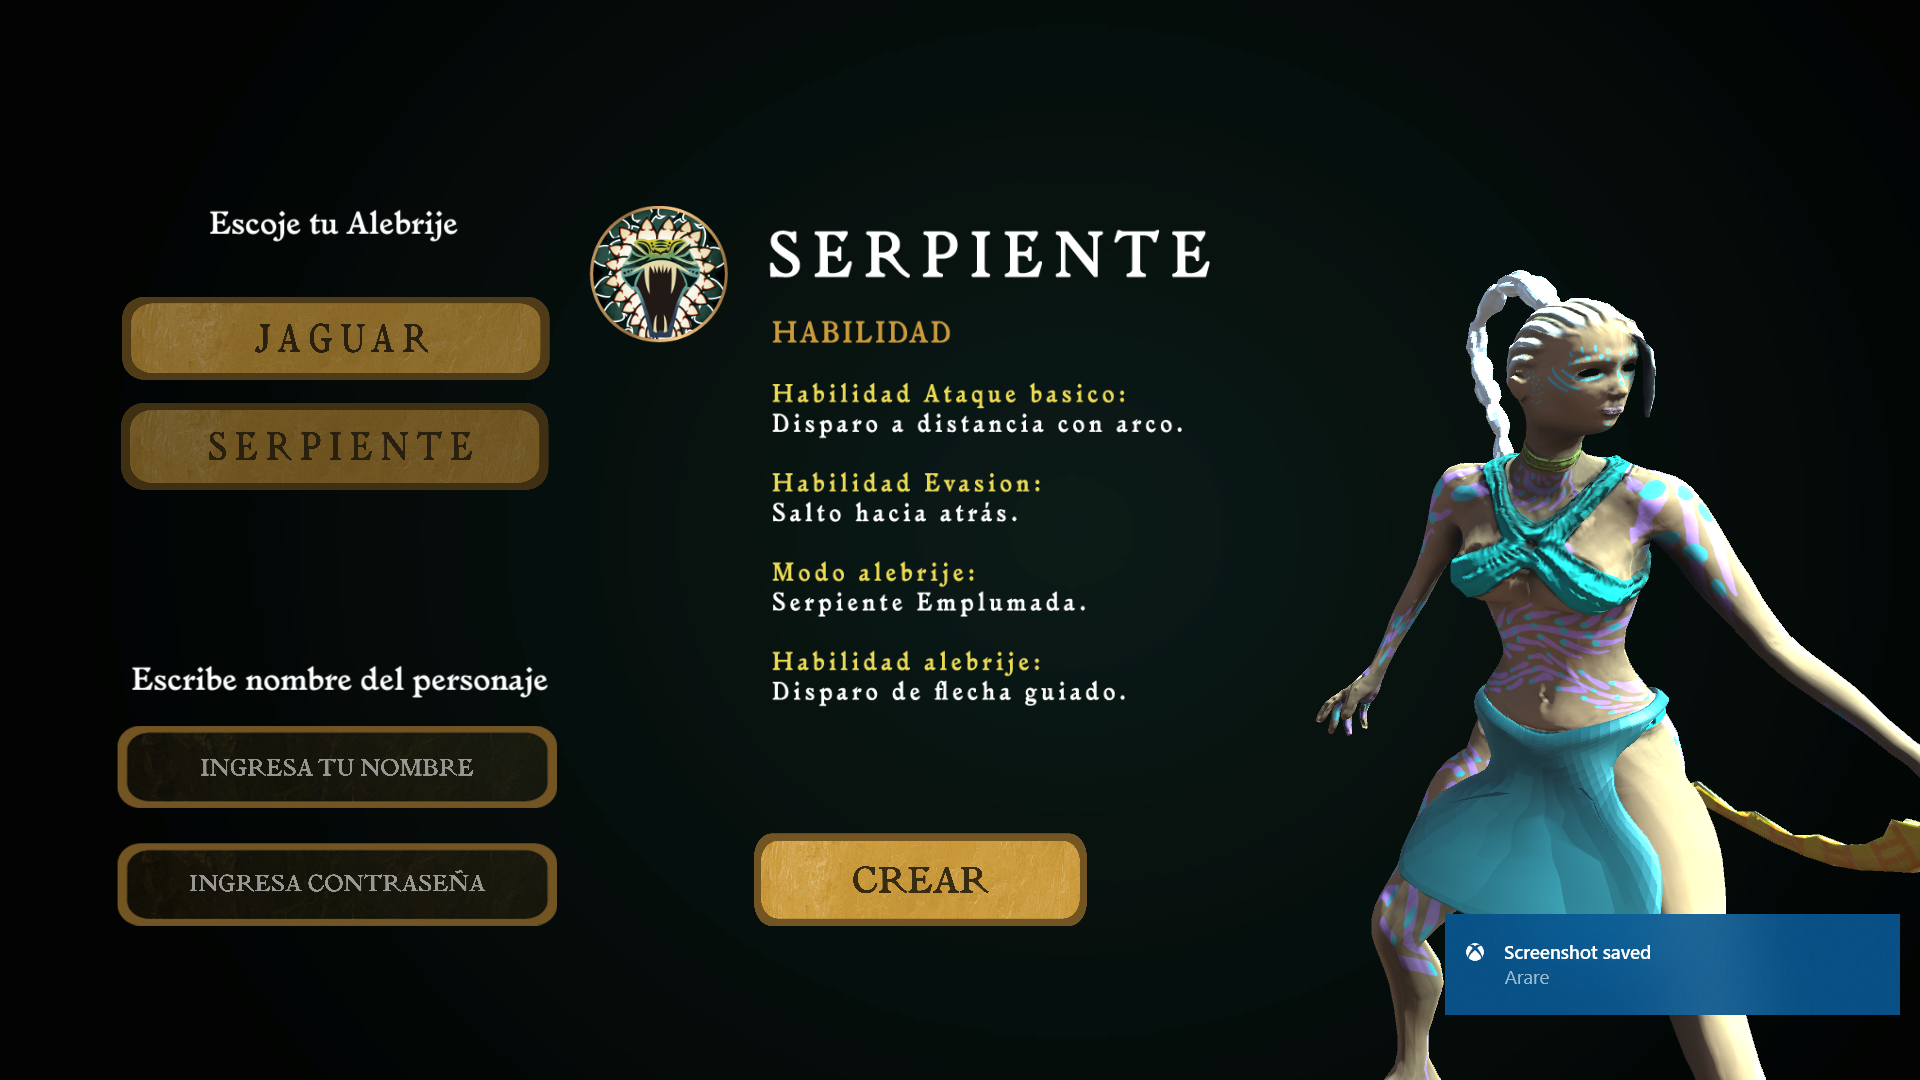 Escoje tu Alebrije
JAGUAR
SERPIENTE
Escribe nombre del personaje
INGRESA TU NOMBRE
INGRESA CONTRASEÑA
SERPIENTE
HABILIDAD
Habilidad Ataque basico:
Disparo a distancia con arco.
Habilidad Evasion:
Salto hacia atrás.
Modo alebrije:
Serpiente Emplumada.
Habilidad alebrije:
Disparo de flecha guiado.
CREAR
Screenshot saved
Arare